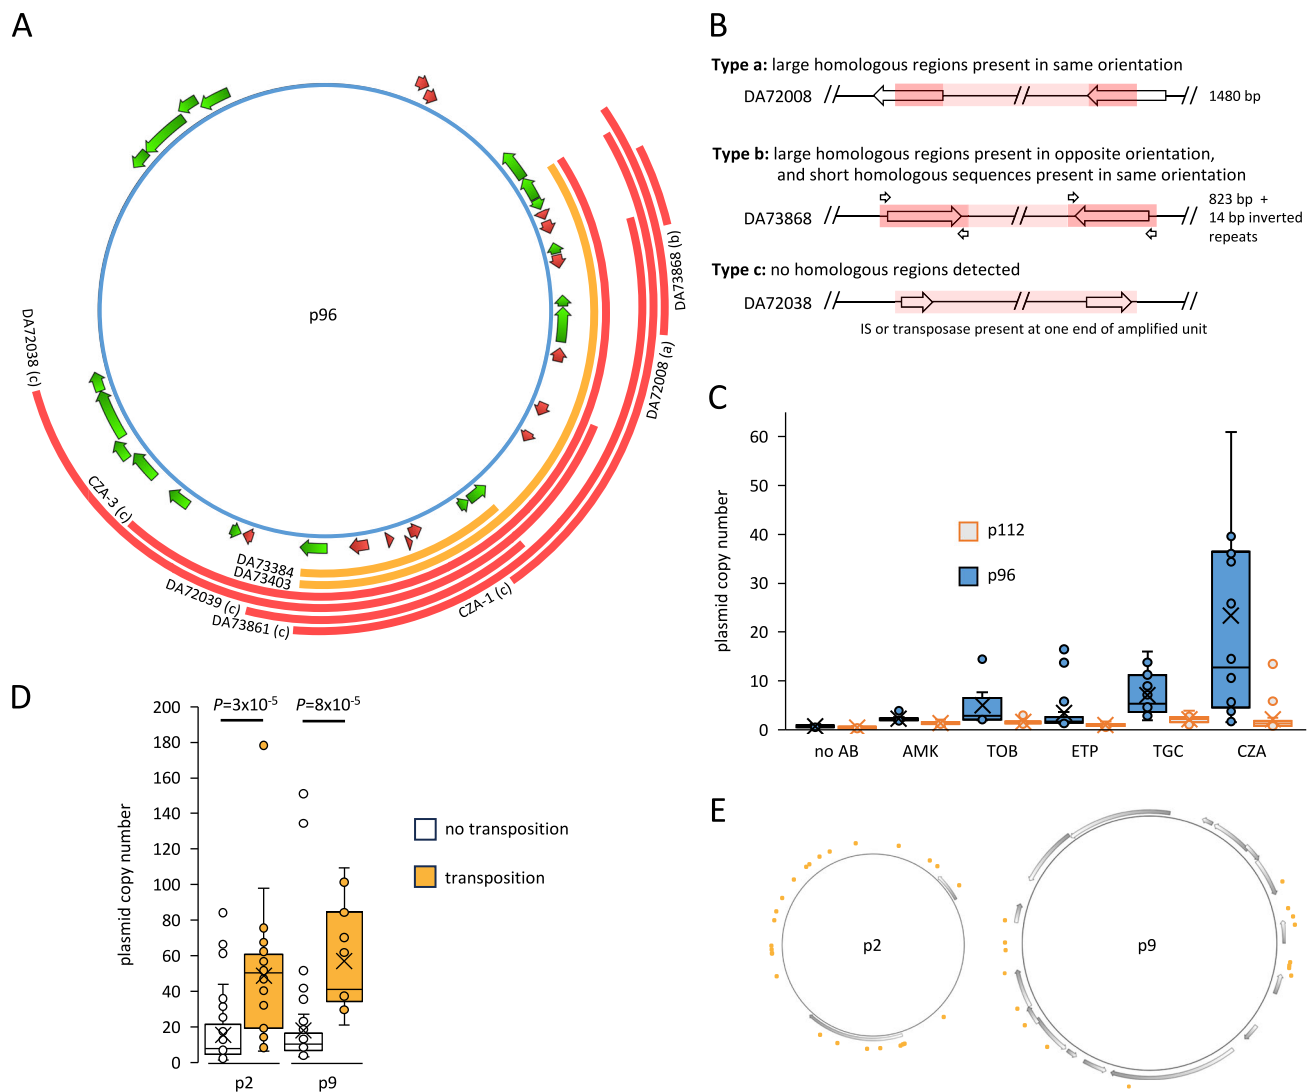 A
p96
DA73868 (b)
DA72008 (a)
DA72038 (c)
CZA-3 (c)
DA73384
DA73403
DA72039 (c)
DA73861 (c)
CZA-1 (c)
B
Type a: large homologous regions present in same orientation
DA72008
1480 bp
Type b: large homologous regions present in opposite orientation,
and short homologous sequences present in same orientation
DA73868
823 bp +
14 bp inverted
repeats
Type c: no homologous regions detected
DA72038
IS or transposase present at one end of amplified unit
C
plasmid copy number
60
50
40
30
20
10
0
p112
p96
no AB AMK TOB ETP TGC CZA
D
plasmid copy number
200
180
160
140
120
100
80
60
40
20
0
P=3x10-5 P=8x10-5
no transposition
transposition
p2 p9
E
p2
p9